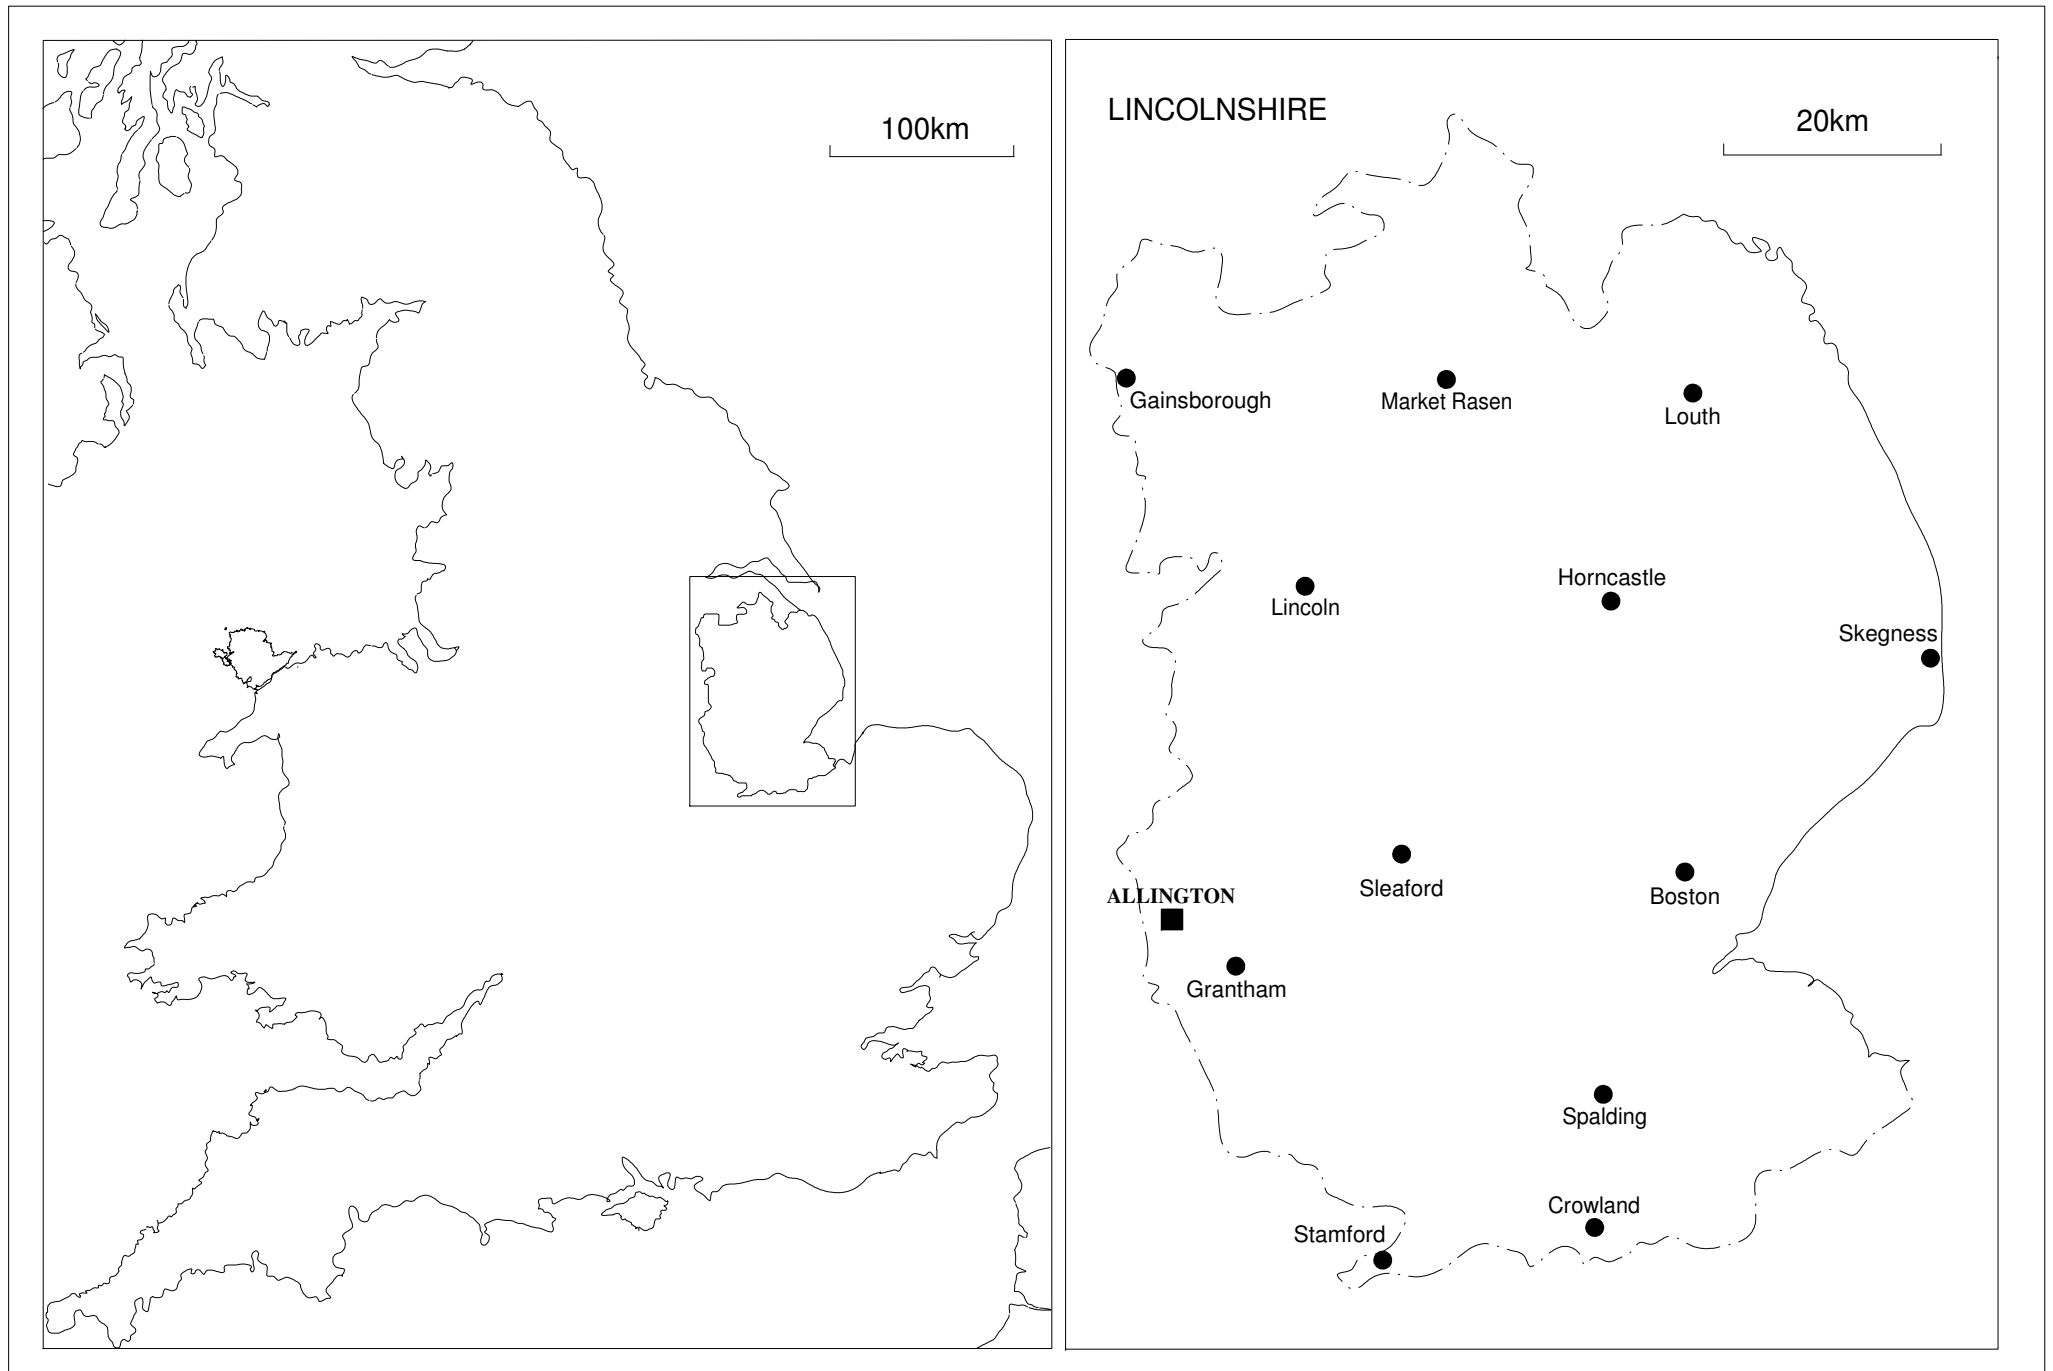 100km
LINCOLNSHIRE
20km
Gainsborough
Market Rasen
Louth
Lincoln
Horncastle
Skegness
Sleaford
Boston
ALLINGTON
Grantham
Spalding
Crowland
Stamford